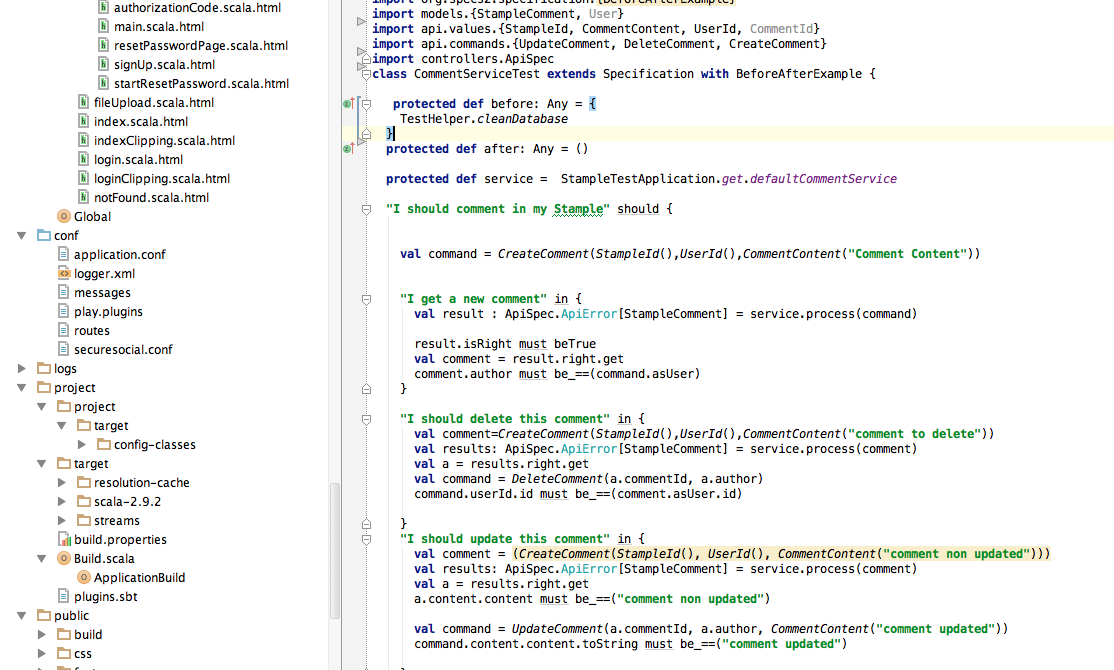 authorizationCode.scala.html
main.scala.html
resetPasswordPage.scala.html
signUp.scala.html
startResetPassword.scala.html
fileUpload.scala.html
index.scala.html
indexClipping.scala.html
login.scala.html
loginClipping.scala.html
notFound.scala.html
Global
conf
application.conf
logger.xml
messages
play.plugins
routes
securesocial.conf
logs
project
project
target
config-classes
target
resolution-cache
scala-2.9.2
streams
build.properties
Build.scala
ApplicationBuild
plugins.sbt
public
build
css
import org.specs2.specification.{BeforeAfterExample}
import models.{StampleComment, User}
import api.values.{StampleId, CommentContent, UserId, CommentId}
import api.commands.{UpdateComment, DeleteComment, CreateComment}
import controllers.ApiSpec
class CommentServiceTest extends Specification with BeforeAfterExample {
protected def before: Any = {
TestHelper.cleanDatabase
}
protected def after: Any = ()
protected def service =  StampleTestApplication.get.defaultCommentService
"I should comment in my Stample" should {
val command = CreateComment(StampleId(),UserId(),CommentContent("Comment Content"))
"I get a new comment" in {
val result : ApiSpec.ApiError[StampleComment] = service.process(command)
result.isRight must beTrue
val comment = result.right.get
comment.author must be_==(command.asUser)
}
"I should delete this comment" in {
val comment=CreateComment(StampleId(),UserId(),CommentContent("comment to delete"))
val results: ApiSpec.ApiError[StampleComment] = service.process(comment)
val a = results.right.get
val command = DeleteComment(a.commentId, a.author)
command.userId.id must be_==(comment.asUser.id)
}
"I should update this comment" in {
val comment = (CreateComment(StampleId(), UserId(), CommentContent("comment non updated")))
val results: ApiSpec.ApiError[StampleComment] = service.process(comment)
val a = results.right.get
a.content.content must be_==("comment non updated")
val command = UpdateComment(a.commentId, a.author, CommentContent("comment updated"))
command.content.content.toString must be_==("comment updated")